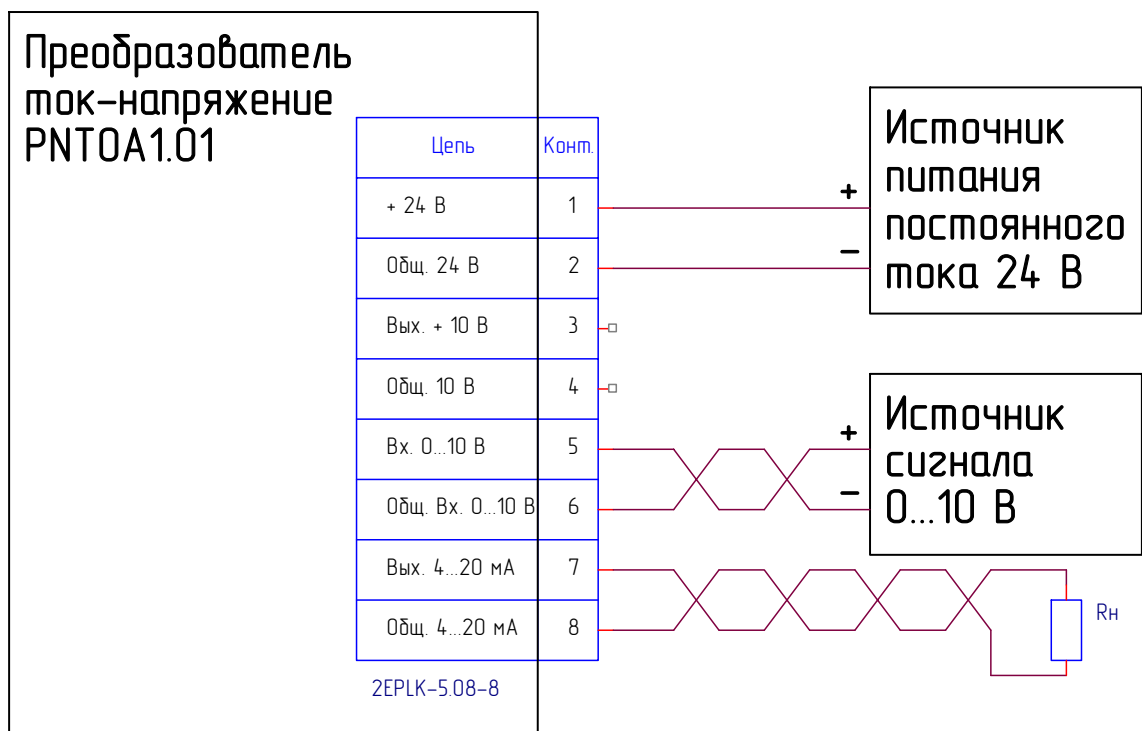 Преобразователь
ток-напряжение
PNTOA1.01
Цепь Конт.
+ 24 В 1
Общ. 24 В 2
Вых. + 10 В 3
Общ. 10 В 4
Вх. 0...10 В 5
Общ. Вх. 0...10 В 6
Вых. 4...20 мА 7
Общ. 4...20 мА 8
2EPLK-5.08-8
+
−
Источник
питания
постоянного
тока 24 В
+
−
Источник
сигнала
0...10 В
Rн